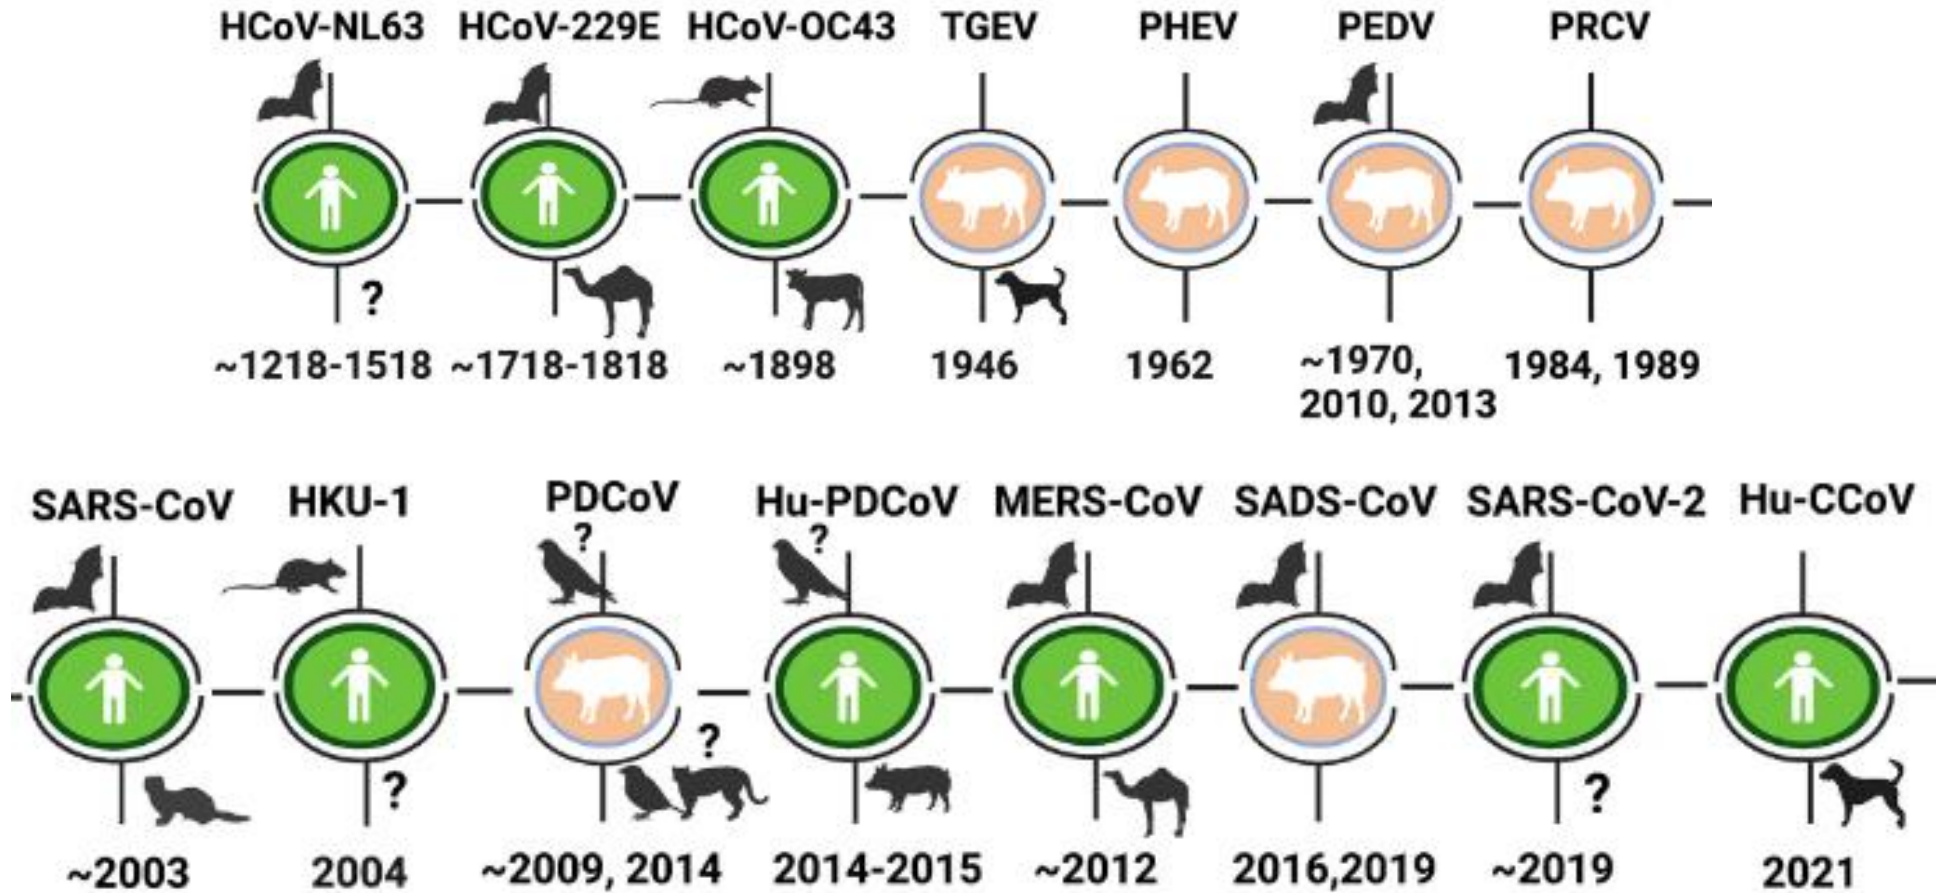 HCoV-NL63 HCoV-229E HCoV-OC43 TGEV PHEV PEDV PRCV
?
~1218-1518 ~1718-1818 ~1898 1946 1962 ~1970, 1984, 1989
2010, 2013
SARS-CoV HKU-1 PDCoV Hu-PDCoV MERS-CoV SADS-CoV SARS-CoV-2 Hu-CCoV
? ?
? ? ?
~2003 2004 ~2009, 2014 2014-2015 ~2012 2016,2019 ~2019 2021